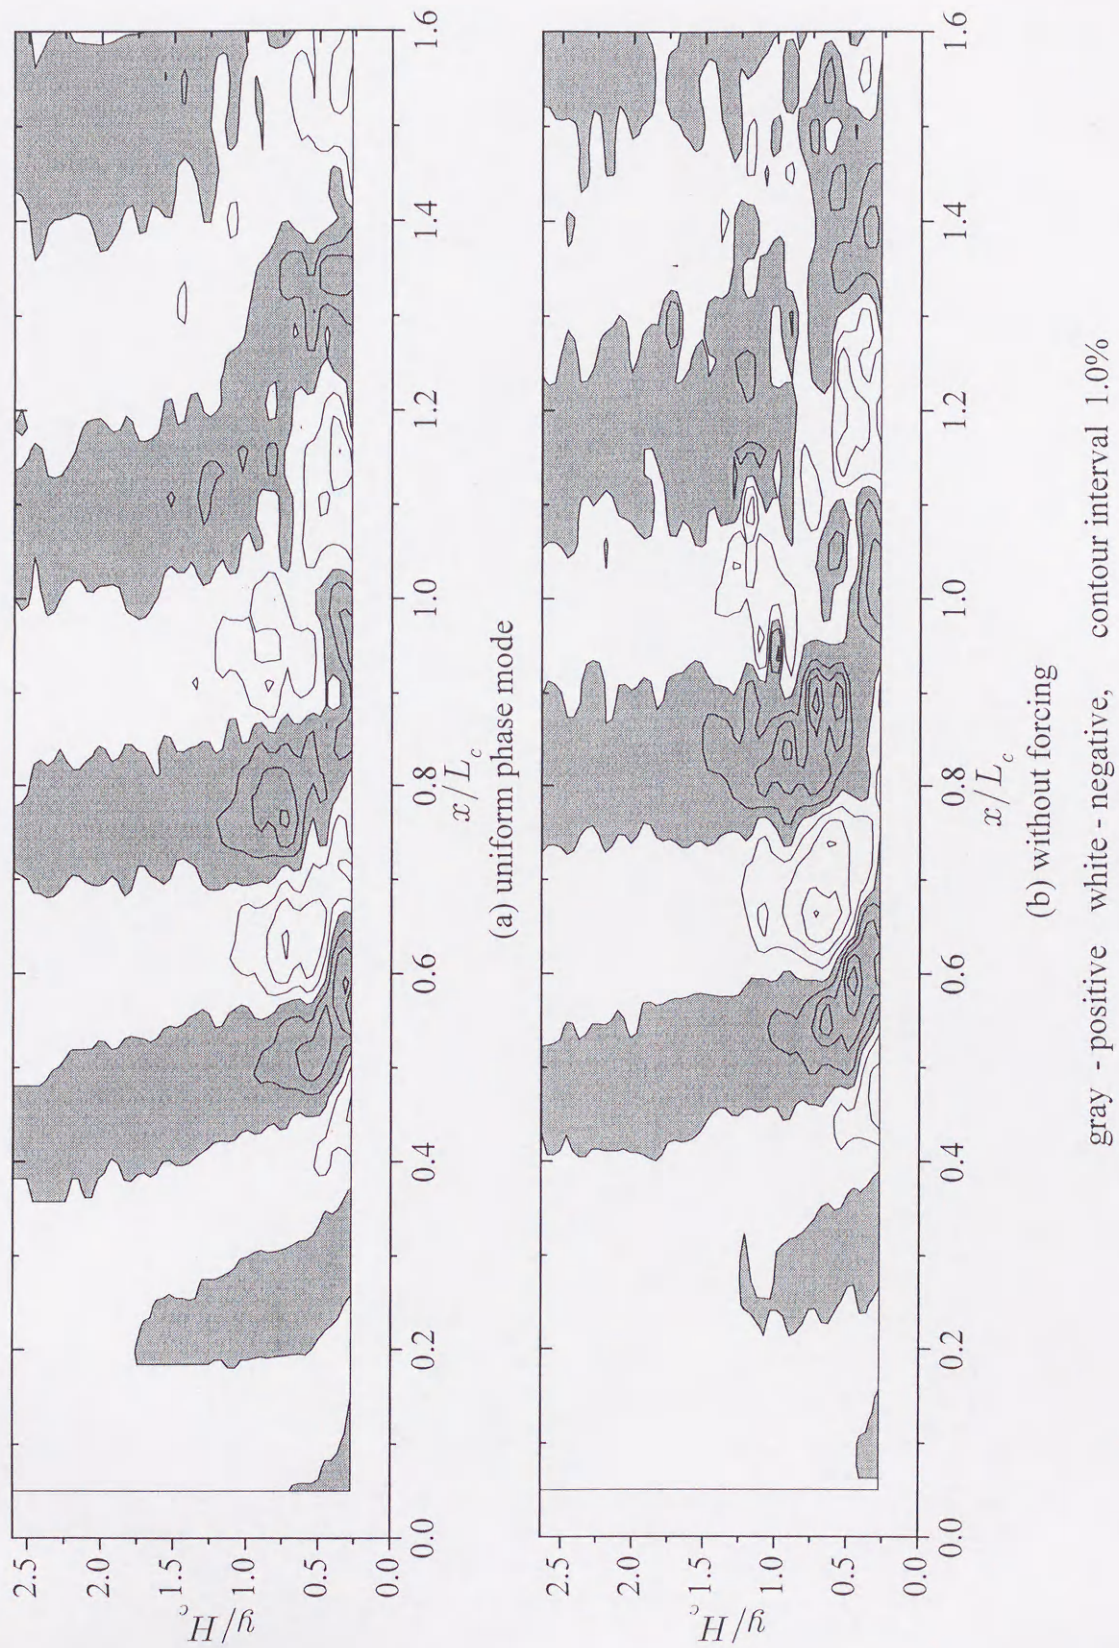 2.5
2.0
1.5
1.0
0.5
y/H_c
0.0 0.2 0.4 0.6 0.8 1.0 1.2 1.4 1.6
x/L_c
(a) uniform phase mode
2.5
2.0
1.5
1.0
0.5
y/H_c
0.0 0.2 0.4 0.6 0.8 1.0 1.2 1.4 1.6
x/L_c
(b) without forcing
gray - positive white - negative, contour interval 1.0%